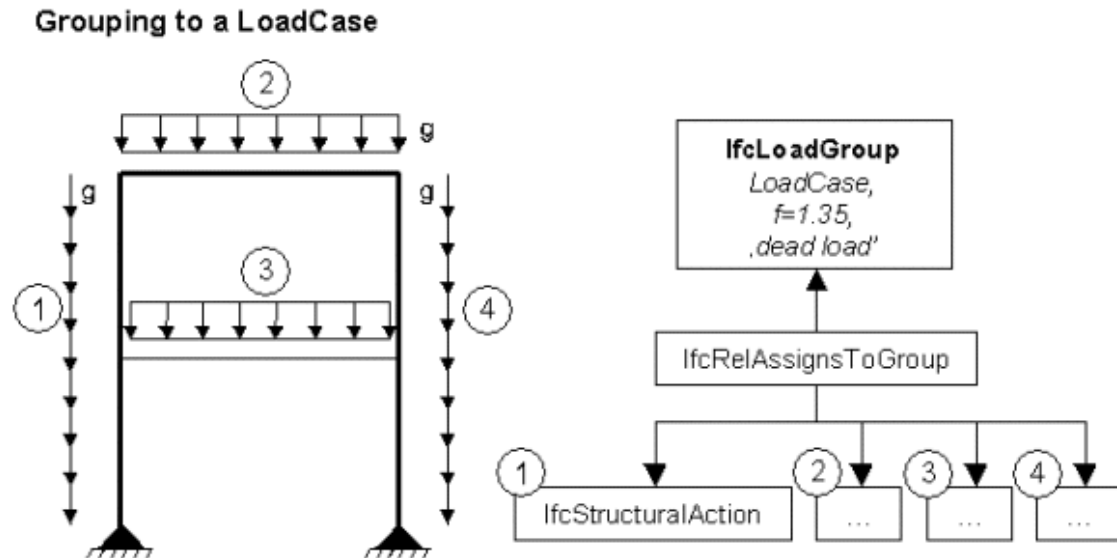 Grouping to a LoadCase
2
g
g
g
1
3
4
IfcLoadGroup
LoadCase,
f=1.35,
‚dead load'
IfcRelAssignsToGroup
1
2
3
4
IfcStructuralAction
...
...
...